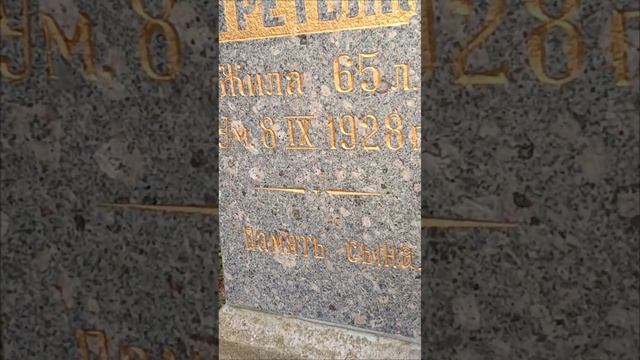 Жила 65 л.
Ум. 8 IX 1928 г
Память сына.